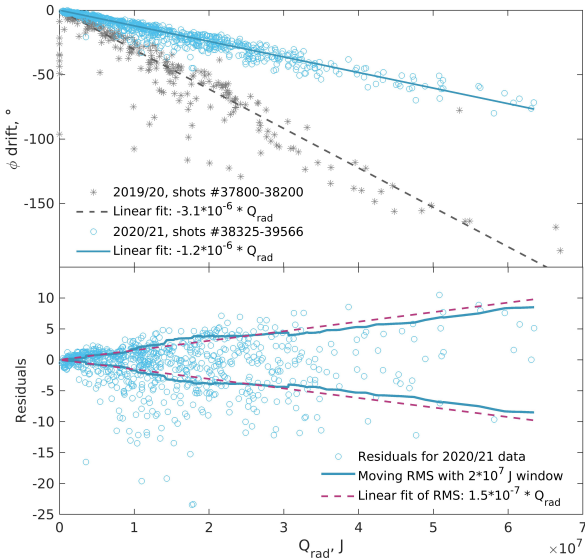 0
-50
-100
-150
ϕ drift, °
2019/20, shots #37800-38200
Linear fit: -3.1*10^-6 * Q_rad
2020/21, shots #38325-39566
Linear fit: -1.2*10^-6 * Q_rad
10
5
0
-5
-10
-15
-20
-25
Residuals
Residuals for 2020/21 data
Moving RMS with 2*10^7 J window
Linear fit of RMS: 1.5*10^-7 * Q_rad
0 1 2 3 4 5 6 7
Q_rad, J
×10^7